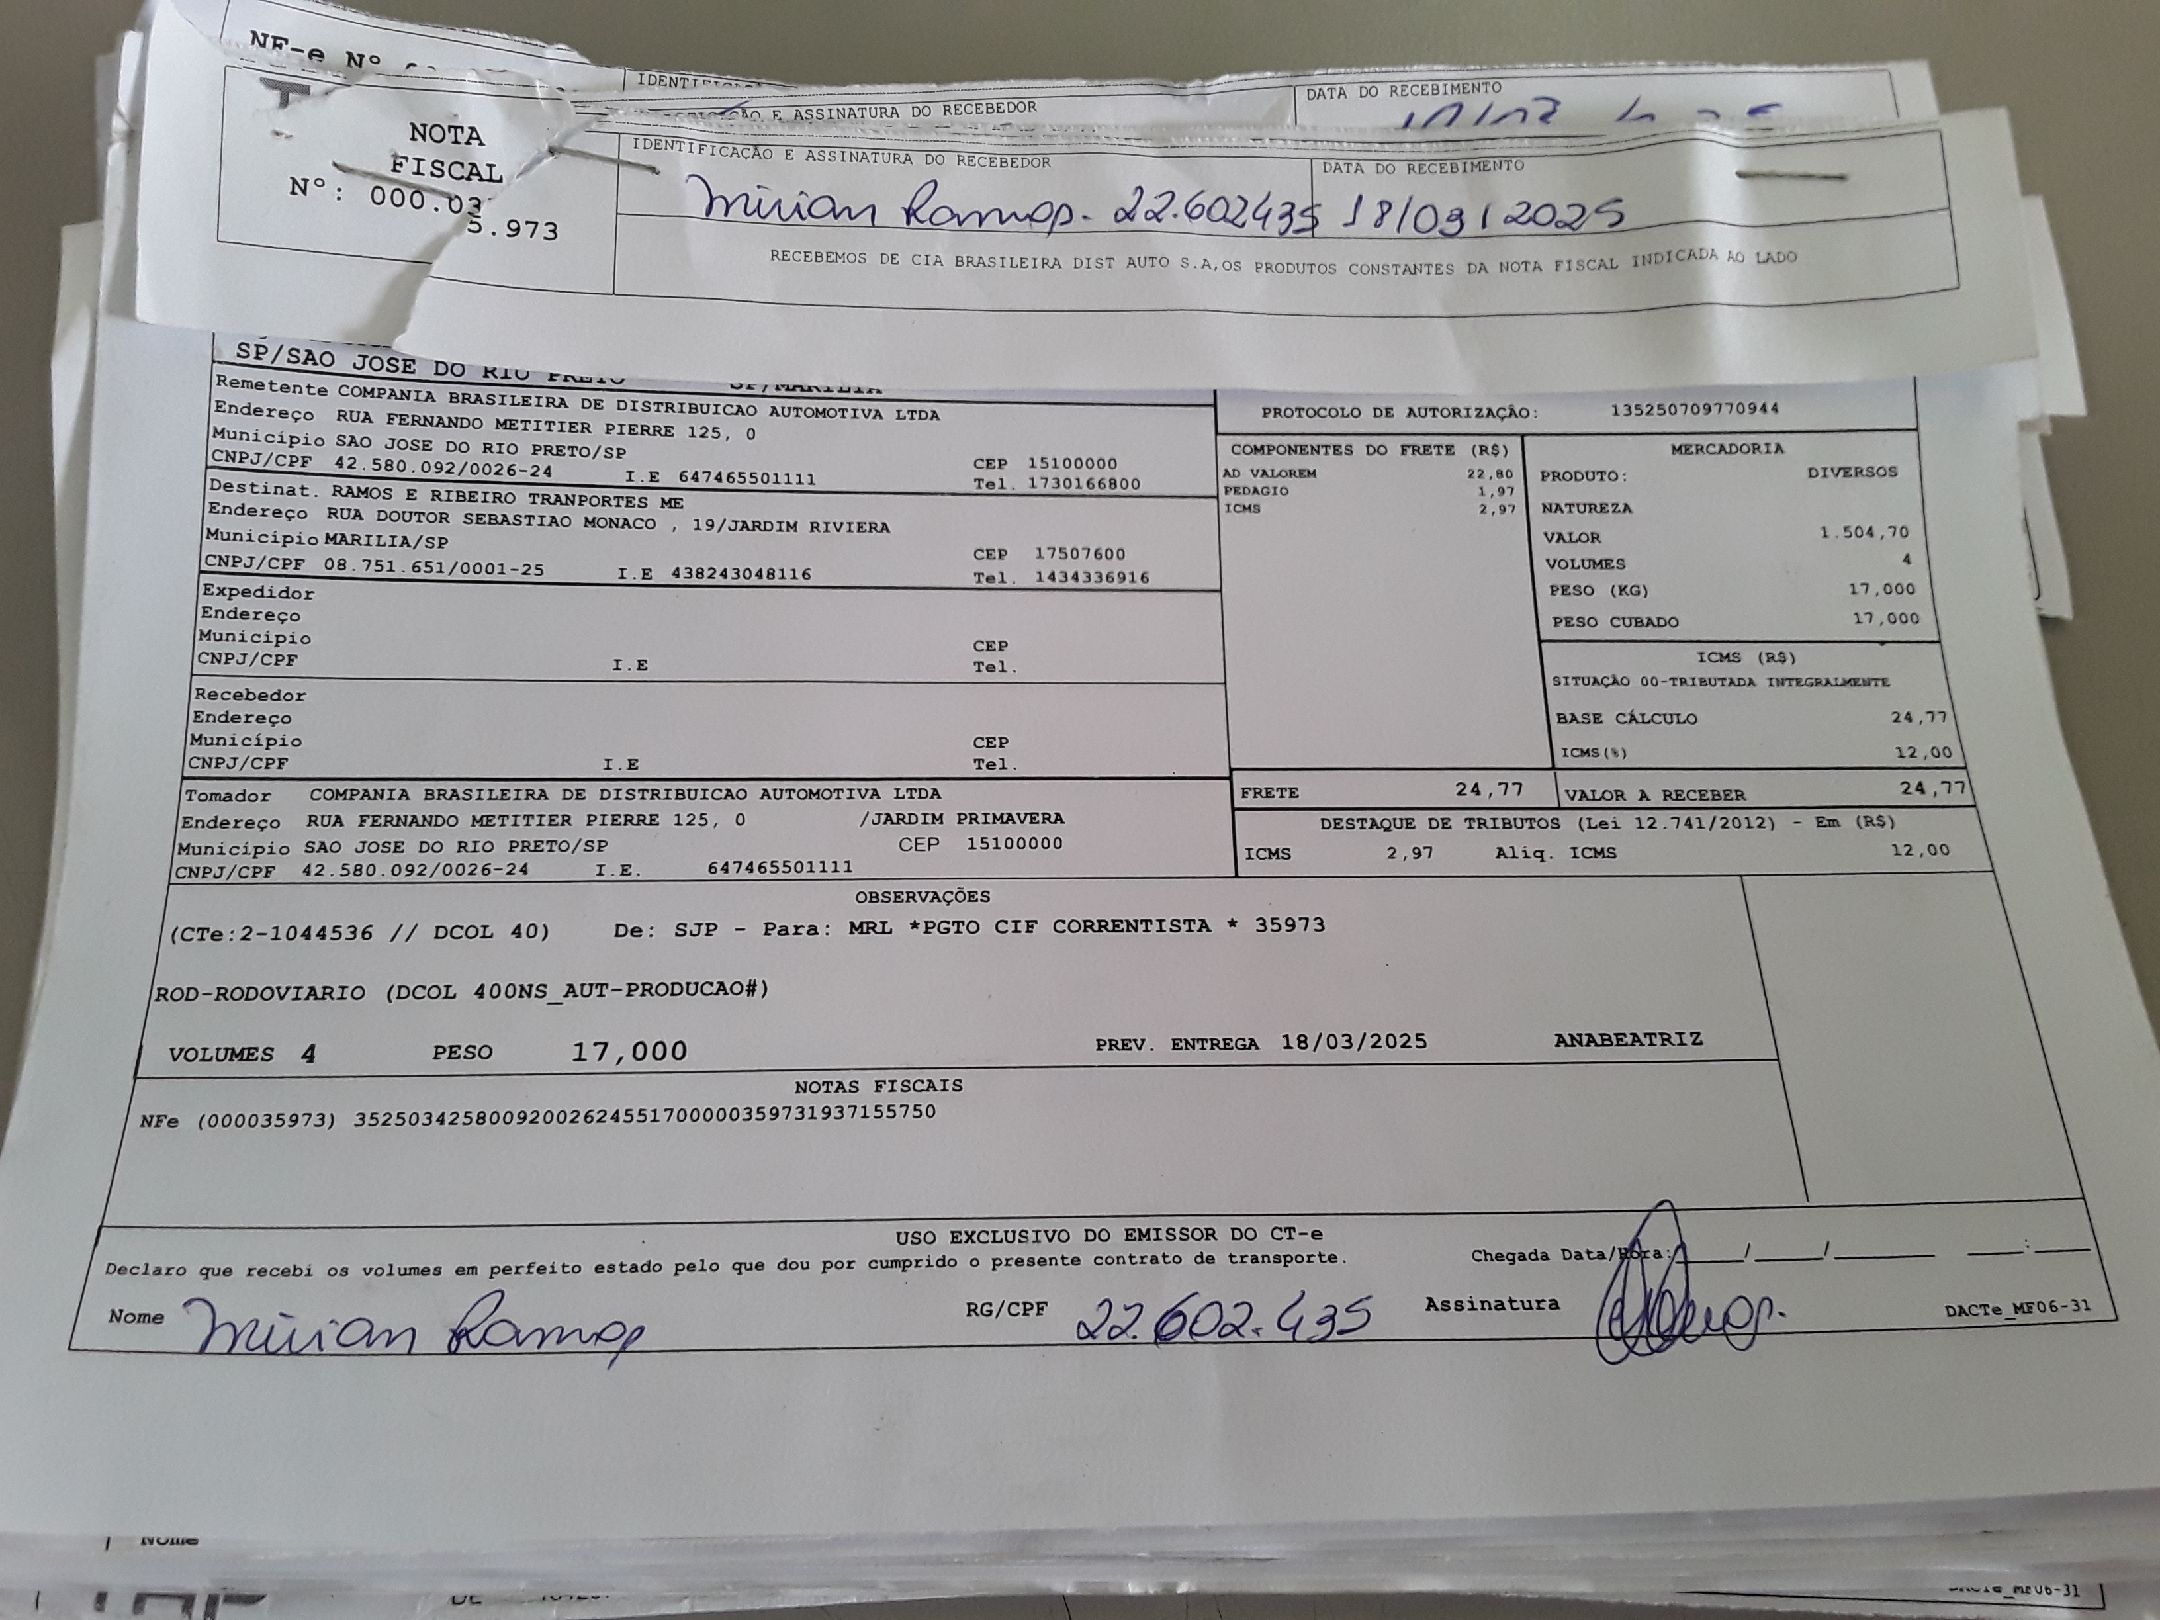 NF-e Nº
DATA DO RECEBIMENTO
E ASSINATURA DO RECEBEDOR
NOTA
FISCAL
Nº: 000.03
5.973
IDENTIFICAÇÃO E ASSINATURA DO RECEBEDOR
DATA DO RECEBIMENTO
Mirian Ramos - 22.602435 18/03/2025
RECEBEMOS DE CIA BRASILEIRA DIST AUTO S.A,OS PRODUTOS CONSTANTES DA NOTA FISCAL INDICADA AO LADO
SP/SAO JOSE DO RIO PRETO SP/MARILIA
Remetente COMPANIA BRASILEIRA DE DISTRIBUICAO AUTOMOTIVA LTDA
Endereço RUA FERNANDO METITIER PIERRE 125, 0
Município SAO JOSE DO RIO PRETO/SP
CEP 15100000
CNPJ/CPF 42.580.092/0026-24 I.E 647465501111 Tel. 1730166800
Destinat. RAMOS E RIBEIRO TRANPORTES ME
Endereço RUA DOUTOR SEBASTIAO MONACO , 19/JARDIM RIVIERA
Município MARILIA/SP CEP 17507600
CNPJ/CPF 08.751.651/0001-25 I.E 438243048116 Tel. 1434336916
Expedidor
Endereço
Município CEP
CNPJ/CPF I.E Tel.
Recebedor
Endereço
Município CEP
CNPJ/CPF I.E Tel.
Tomador COMPANIA BRASILEIRA DE DISTRIBUICAO AUTOMOTIVA LTDA
Endereço RUA FERNANDO METITIER PIERRE 125, 0 /JARDIM PRIMAVERA
Município SAO JOSE DO RIO PRETO/SP CEP 15100000
CNPJ/CPF 42.580.092/0026-24 I.E. 647465501111
PROTOCOLO DE AUTORIZAÇÃO: 135250709770944
COMPONENTES DO FRETE (R$)
AD VALOREM 22,80
PEDAGIO 1,97
ICMS 2,97
MERCADORIA
PRODUTO: DIVERSOS
NATUREZA
VALOR 1.504,70
VOLUMES 4
PESO (KG) 17,000
PESO CUBADO 17,000
ICMS (R$)
SITUAÇÃO 00-TRIBUTADA INTEGRALMENTE
BASE CÁLCULO 24,77
ICMS(%) 12,00
FRETE 24,77 VALOR A RECEBER 24,77
DESTAQUE DE TRIBUTOS (Lei 12.741/2012) - Em (R$)
ICMS 2,97 Aliq. ICMS 12,00
OBSERVAÇÕES
(CTe:2-1044536 // DCOL 40) De: SJP - Para: MRL *PGTO CIF CORRENTISTA * 35973
ROD-RODOVIARIO (DCOL 400NS_AUT-PRODUCAO#)
VOLUMES 4 PESO 17,000 PREV. ENTREGA 18/03/2025 ANABEATRIZ
NOTAS FISCAIS
NFe (000035973) 35250342580092002624551700000359731937155750
USO EXCLUSIVO DO EMISSOR DO CT-e
Declaro que recebi os volumes em perfeito estado pelo que dou por cumprido o presente contrato de transporte.
Chegada Data/Hora: / / :
Nome Mirian Ramos RG/CPF 22.602.435 Assinatura
DACTe_MF06-31
Nome
DACTe_MF06-31